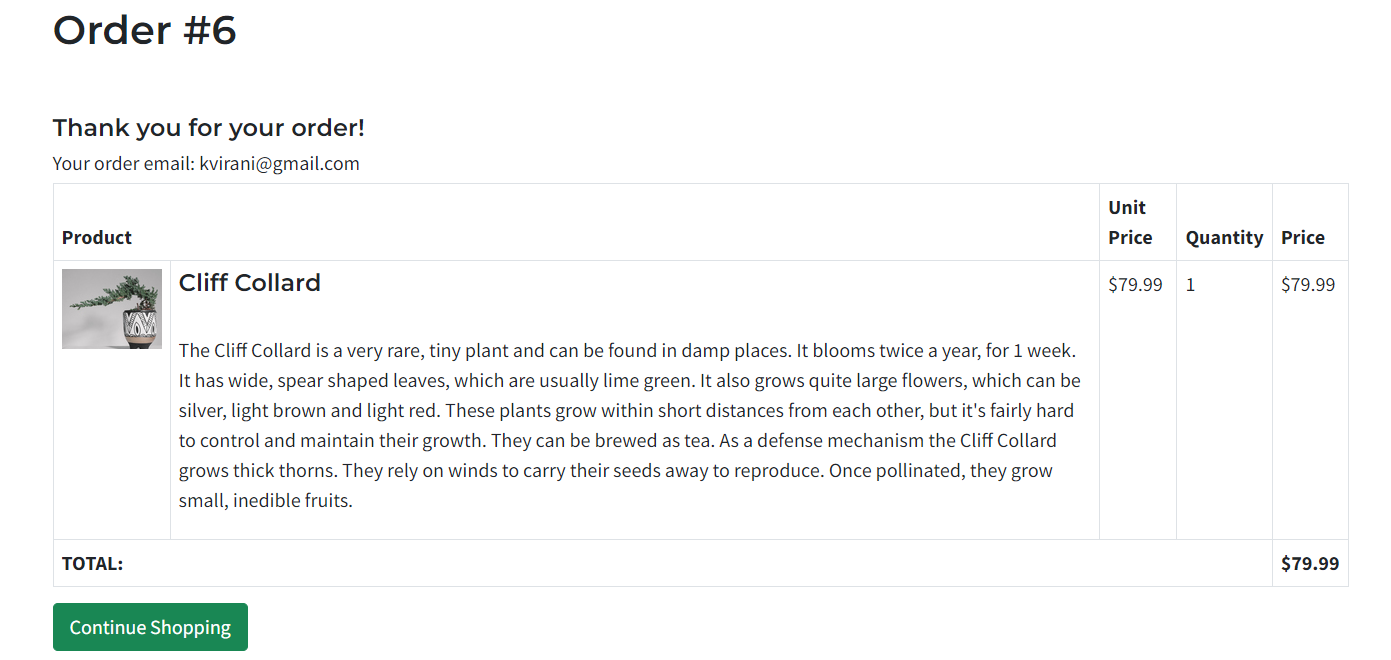 Order #6
Thank you for your order!
Your order email: kvirani@gmail.com
Product
Unit
Price
Quantity
Price
Cliff Collard
$79.99
1
$79.99
The Cliff Collard is a very rare, tiny plant and can be found in damp places. It blooms twice a year, for 1 week.
It has wide, spear shaped leaves, which are usually lime green. It also grows quite large flowers, which can be
silver, light brown and light red. These plants grow within short distances from each other, but it's fairly hard
to control and maintain their growth. They can be brewed as tea. As a defense mechanism the Cliff Collard
grows thick thorns. They rely on winds to carry their seeds away to reproduce. Once pollinated, they grow
small, inedible fruits.
TOTAL:
$79.99
Continue Shopping